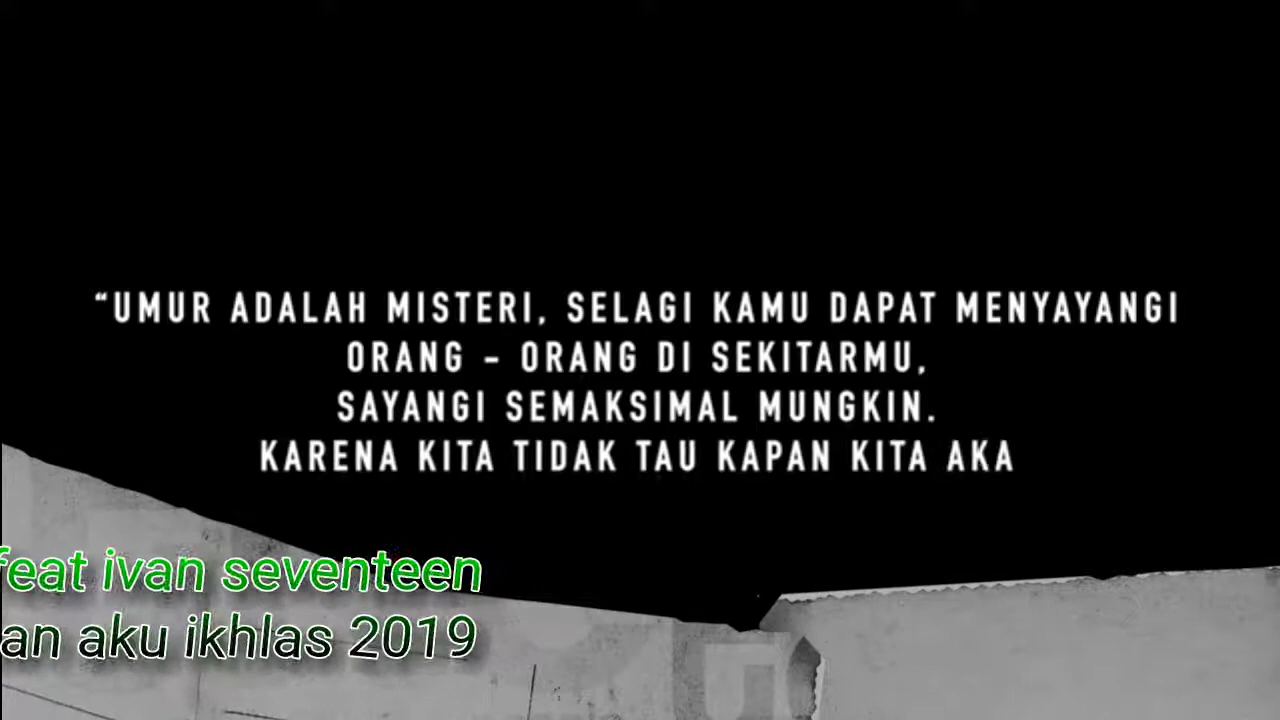 “UMUR ADALAH MISTERI, SELAGI KAMU DAPAT MENYAYANGI
ORANG - ORANG DI SEKITARMU,
SAYANGI SEMAKSIMAL MUNGKIN.
KARENA KITA TIDAK TAU KAPAN KITA AKA
feat ivan seventeen
an aku ikhlas 2019